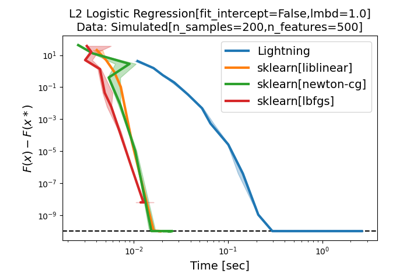 L2 Logistic Regression[fit_intercept=False,lmbd=1.0]
Data: Simulated[n_samples=200,n_features=500]
Lightning
sklearn[liblinear]
sklearn[newton-cg]
sklearn[lbfgs]
F(x) − F(x*)
10¹
10⁻¹
10⁻³
10⁻⁵
10⁻⁷
10⁻⁹
10⁻² 10⁻¹ 10⁰
Time [sec]